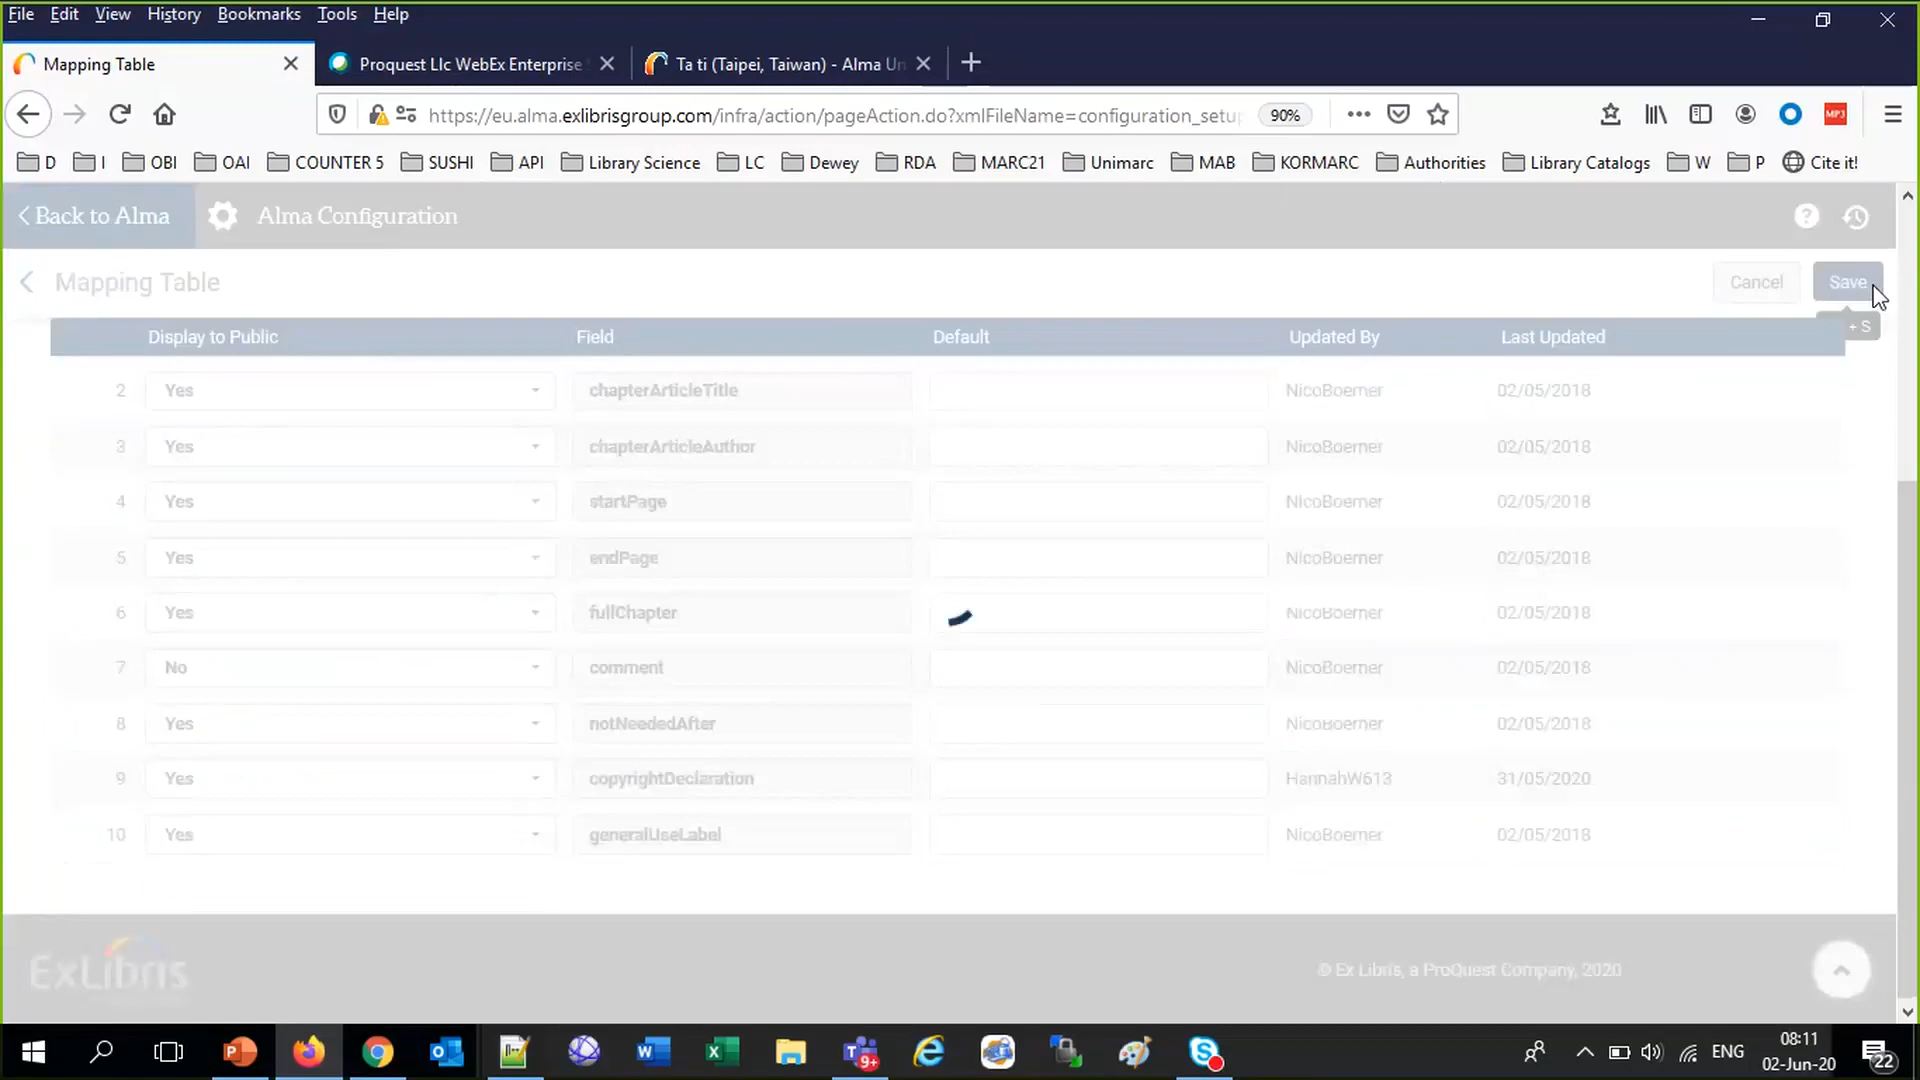 File Edit View History Bookmarks Tools Help
Mapping Table
Proquest Llc WebEx Enterprise
Ta ti (Taipei, Taiwan) - Alma Un
https://eu.alma.exlibrisgroup.com/infra/action/pageAction.do?xmlFileName=configuration_setup
90%
MP3
D I OBI OAI COUNTER 5 SUSHI API Library Science LC Dewey RDA MARC21 Unimarc MAB KORMARC Authorities Library Catalogs W P Cite it!
Back to Alma
Alma Configuration
Mapping Table
Cancel
Save
+ S
Display to Public Field Default Updated By Last Updated
2 Yes chapterArticleTitle NicoBoerner 02/05/2018
3 Yes chapterArticleAuthor NicoBoerner 02/05/2018
4 Yes startPage NicoBoerner 02/05/2018
5 Yes endPage NicoBoerner 02/05/2018
6 Yes fullChapter NicoBoerner 02/05/2018
7 No comment NicoBoerner 02/05/2018
8 Yes notNeededAfter NicoBoerner 02/05/2018
9 Yes copyrightDeclaration HannahW613 31/05/2020
10 Yes generalUseLabel NicoBoerner 02/05/2018
ExLibris
© Ex Libris, a ProQuest Company, 2020
9+
ENG
08:11
02-Jun-20
22